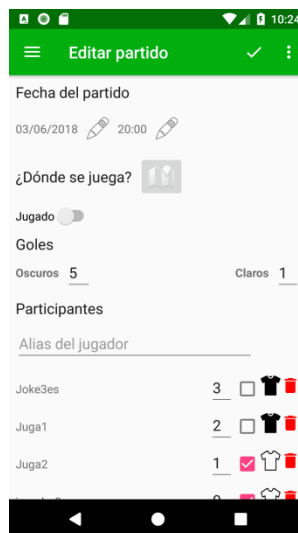 10:24
Editar partido
Fecha del partido
03/06/2018 20:00
¿Dónde se juega?
Jugado
Goles
Oscuros 5 Claros 1
Participantes
Alias del jugador
Joke3es 3
Juga1 2
Juga2 1